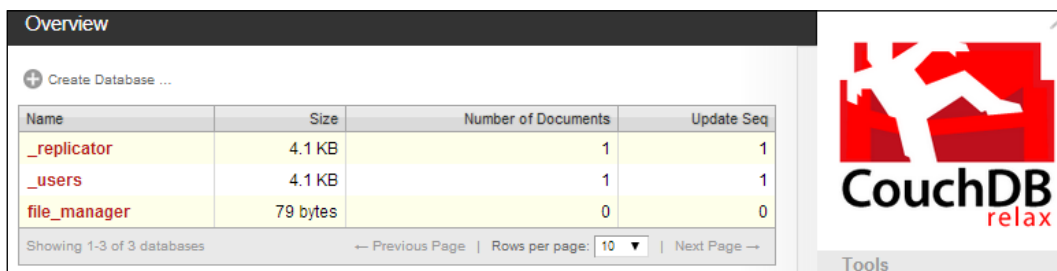 Overview
Create Database ...
Name Size Number of Documents Update Seq
_replicator 4.1 KB 1 1
_users 4.1 KB 1 1
file_manager 79 bytes 0 0
Showing 1-3 of 3 databases ← Previous Page | Rows per page: 10 ▼ | Next Page →
CouchDB
relax
Tools